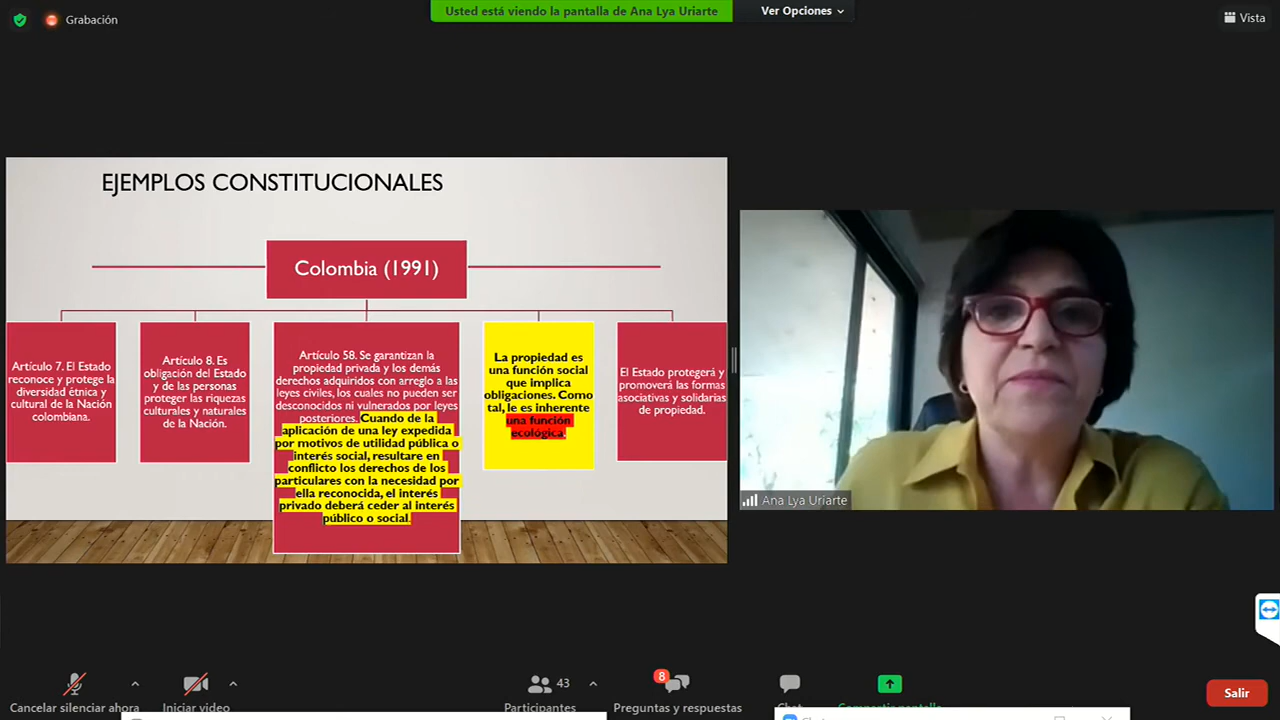 Grabación
Usted está viendo la pantalla de Ana Lya Uriarte
Ver Opciones
Vista
EJEMPLOS CONSTITUCIONALES
Colombia (1991)
Artículo 7. El Estado
reconoce y protege la
diversidad étnica y
cultural de la Nación
colombiana.
Artículo 8. Es
obligación del Estado
y de las personas
proteger las riquezas
culturales y naturales
de la Nación.
Artículo 58. Se garantizan la
propiedad privada y los demás
derechos adquiridos con arreglo a las
leyes civiles, los cuales no pueden ser
desconocidos ni vulnerados por leyes
posteriores. Cuando de la
aplicación de una ley expedida
por motivos de utilidad pública o
interés social, resultare en
conflicto los derechos de los
particulares con la necesidad por
ella reconocida, el interés
privado deberá ceder al interés
público o social.
La propiedad es
una función social
que implica
obligaciones. Como
tal, le es inherente
una función
ecológica.
El Estado protegerá y
promoverá las formas
asociativas y solidarias
de propiedad.
Ana Lya Uriarte
Cancelar silenciar ahora
Iniciar video
43
Participantes
8
Preguntas y respuestas
Chat
Compartir pantalla
Salir
Chat